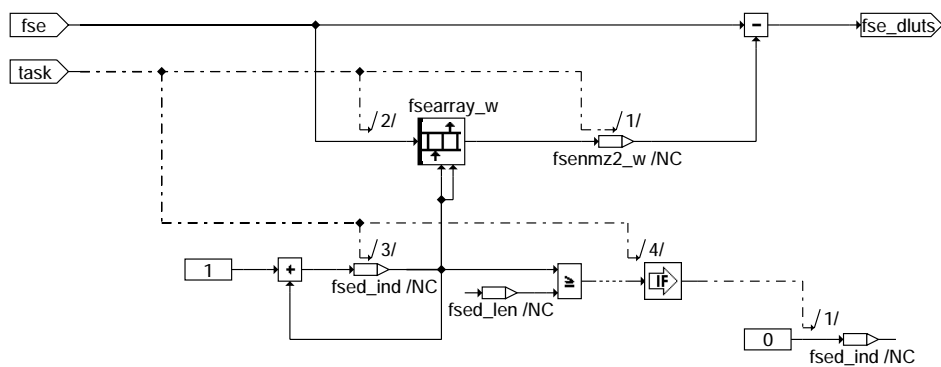 fse
-
fse_dluts
task
fsearray_w
/2/
/1/
fsenmz2_w /NC
/3/
/4/
1
+
fsed_ind /NC
fsed_len /NC
≥
IF
/1/
0
fsed_ind /NC